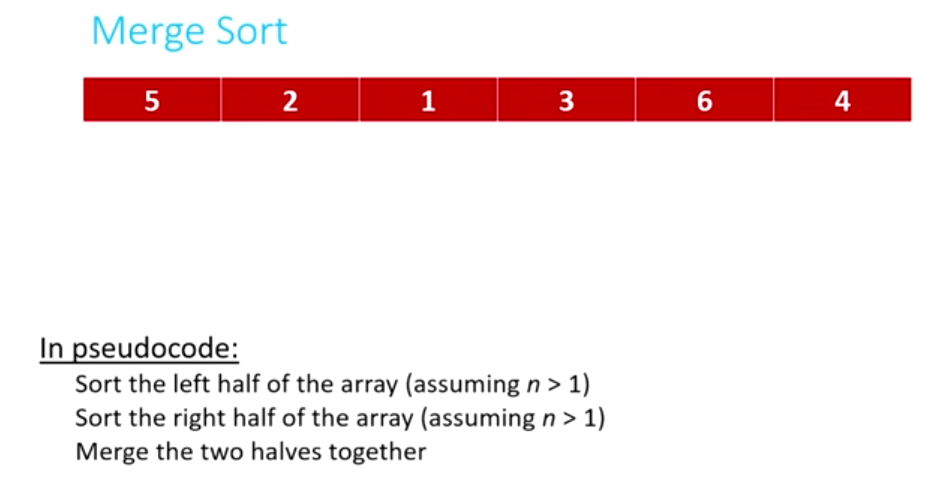 Merge Sort
5 2 1 3 6 4
In pseudocode:
Sort the left half of the array (assuming n > 1)
Sort the right half of the array (assuming n > 1)
Merge the two halves together